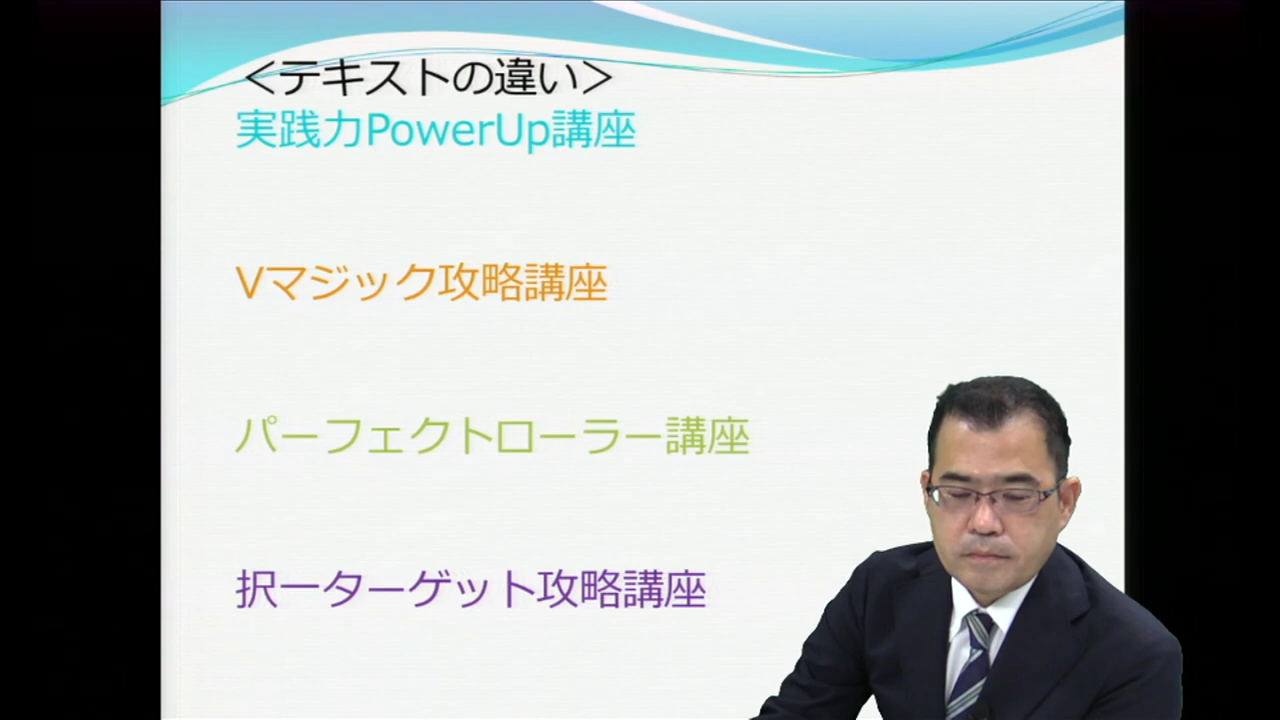 ＜テキストの違い＞
実践力PowerUp講座
Vマジック攻略講座
パーフェクトローラー講座
択一ターゲット攻略講座